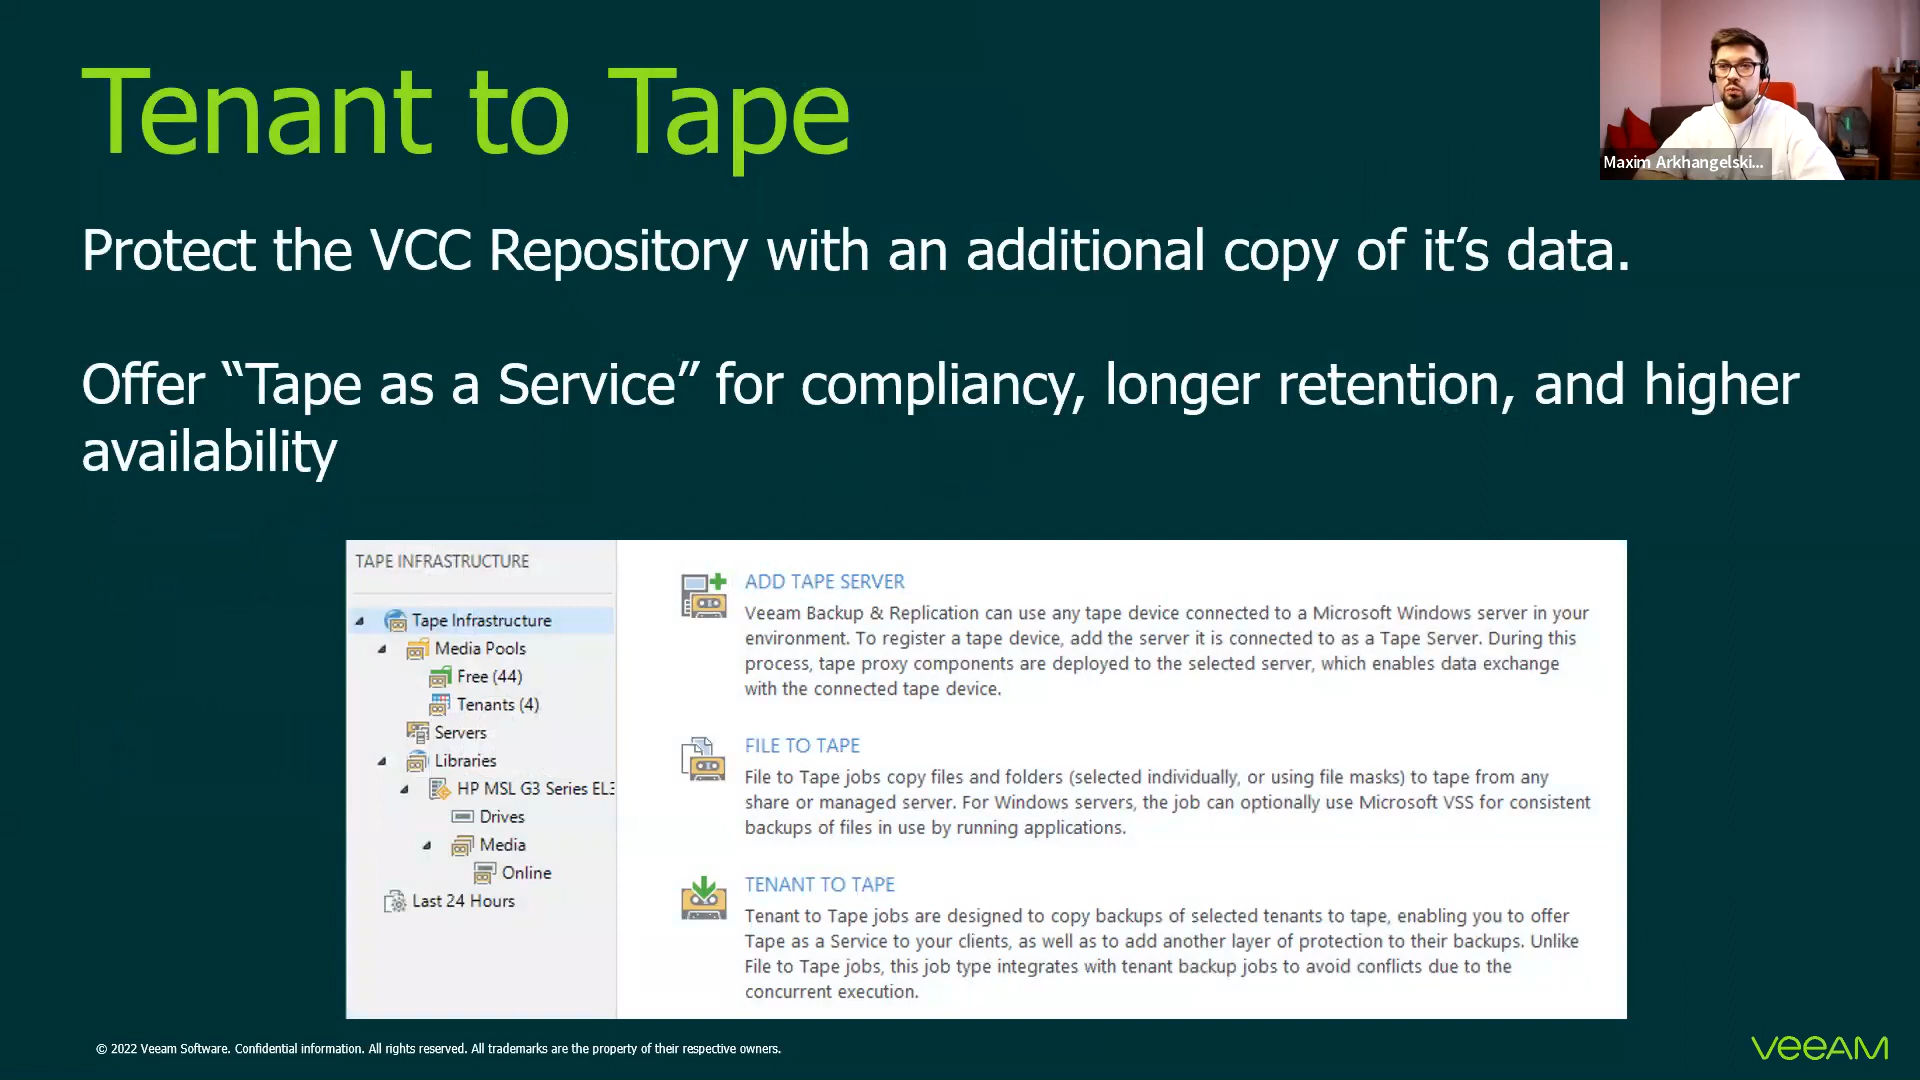 Tenant to Tape
Maxim Arkhangelski...
Protect the VCC Repository with an additional copy of it’s data.
Offer “Tape as a Service” for compliancy, longer retention, and higher
availability
TAPE INFRASTRUCTURE
Tape Infrastructure
Media Pools
Free (44)
Tenants (4)
Servers
Libraries
HP MSL G3 Series EL3
Drives
Media
Online
Last 24 Hours
ADD TAPE SERVER
Veeam Backup & Replication can use any tape device connected to a Microsoft Windows server in your
environment. To register a tape device, add the server it is connected to as a Tape Server. During this
process, tape proxy components are deployed to the selected server, which enables data exchange
with the connected tape device.
FILE TO TAPE
File to Tape jobs copy files and folders (selected individually, or using file masks) to tape from any
share or managed server. For Windows servers, the job can optionally use Microsoft VSS for consistent
backups of files in use by running applications.
TENANT TO TAPE
Tenant to Tape jobs are designed to copy backups of selected tenants to tape, enabling you to offer
Tape as a Service to your clients, as well as to add another layer of protection to their backups. Unlike
File to Tape jobs, this job type integrates with tenant backup jobs to avoid conflicts due to the
concurrent execution.
© 2022 Veeam Software. Confidential information. All rights reserved. All trademarks are the property of their respective owners.
veeAM